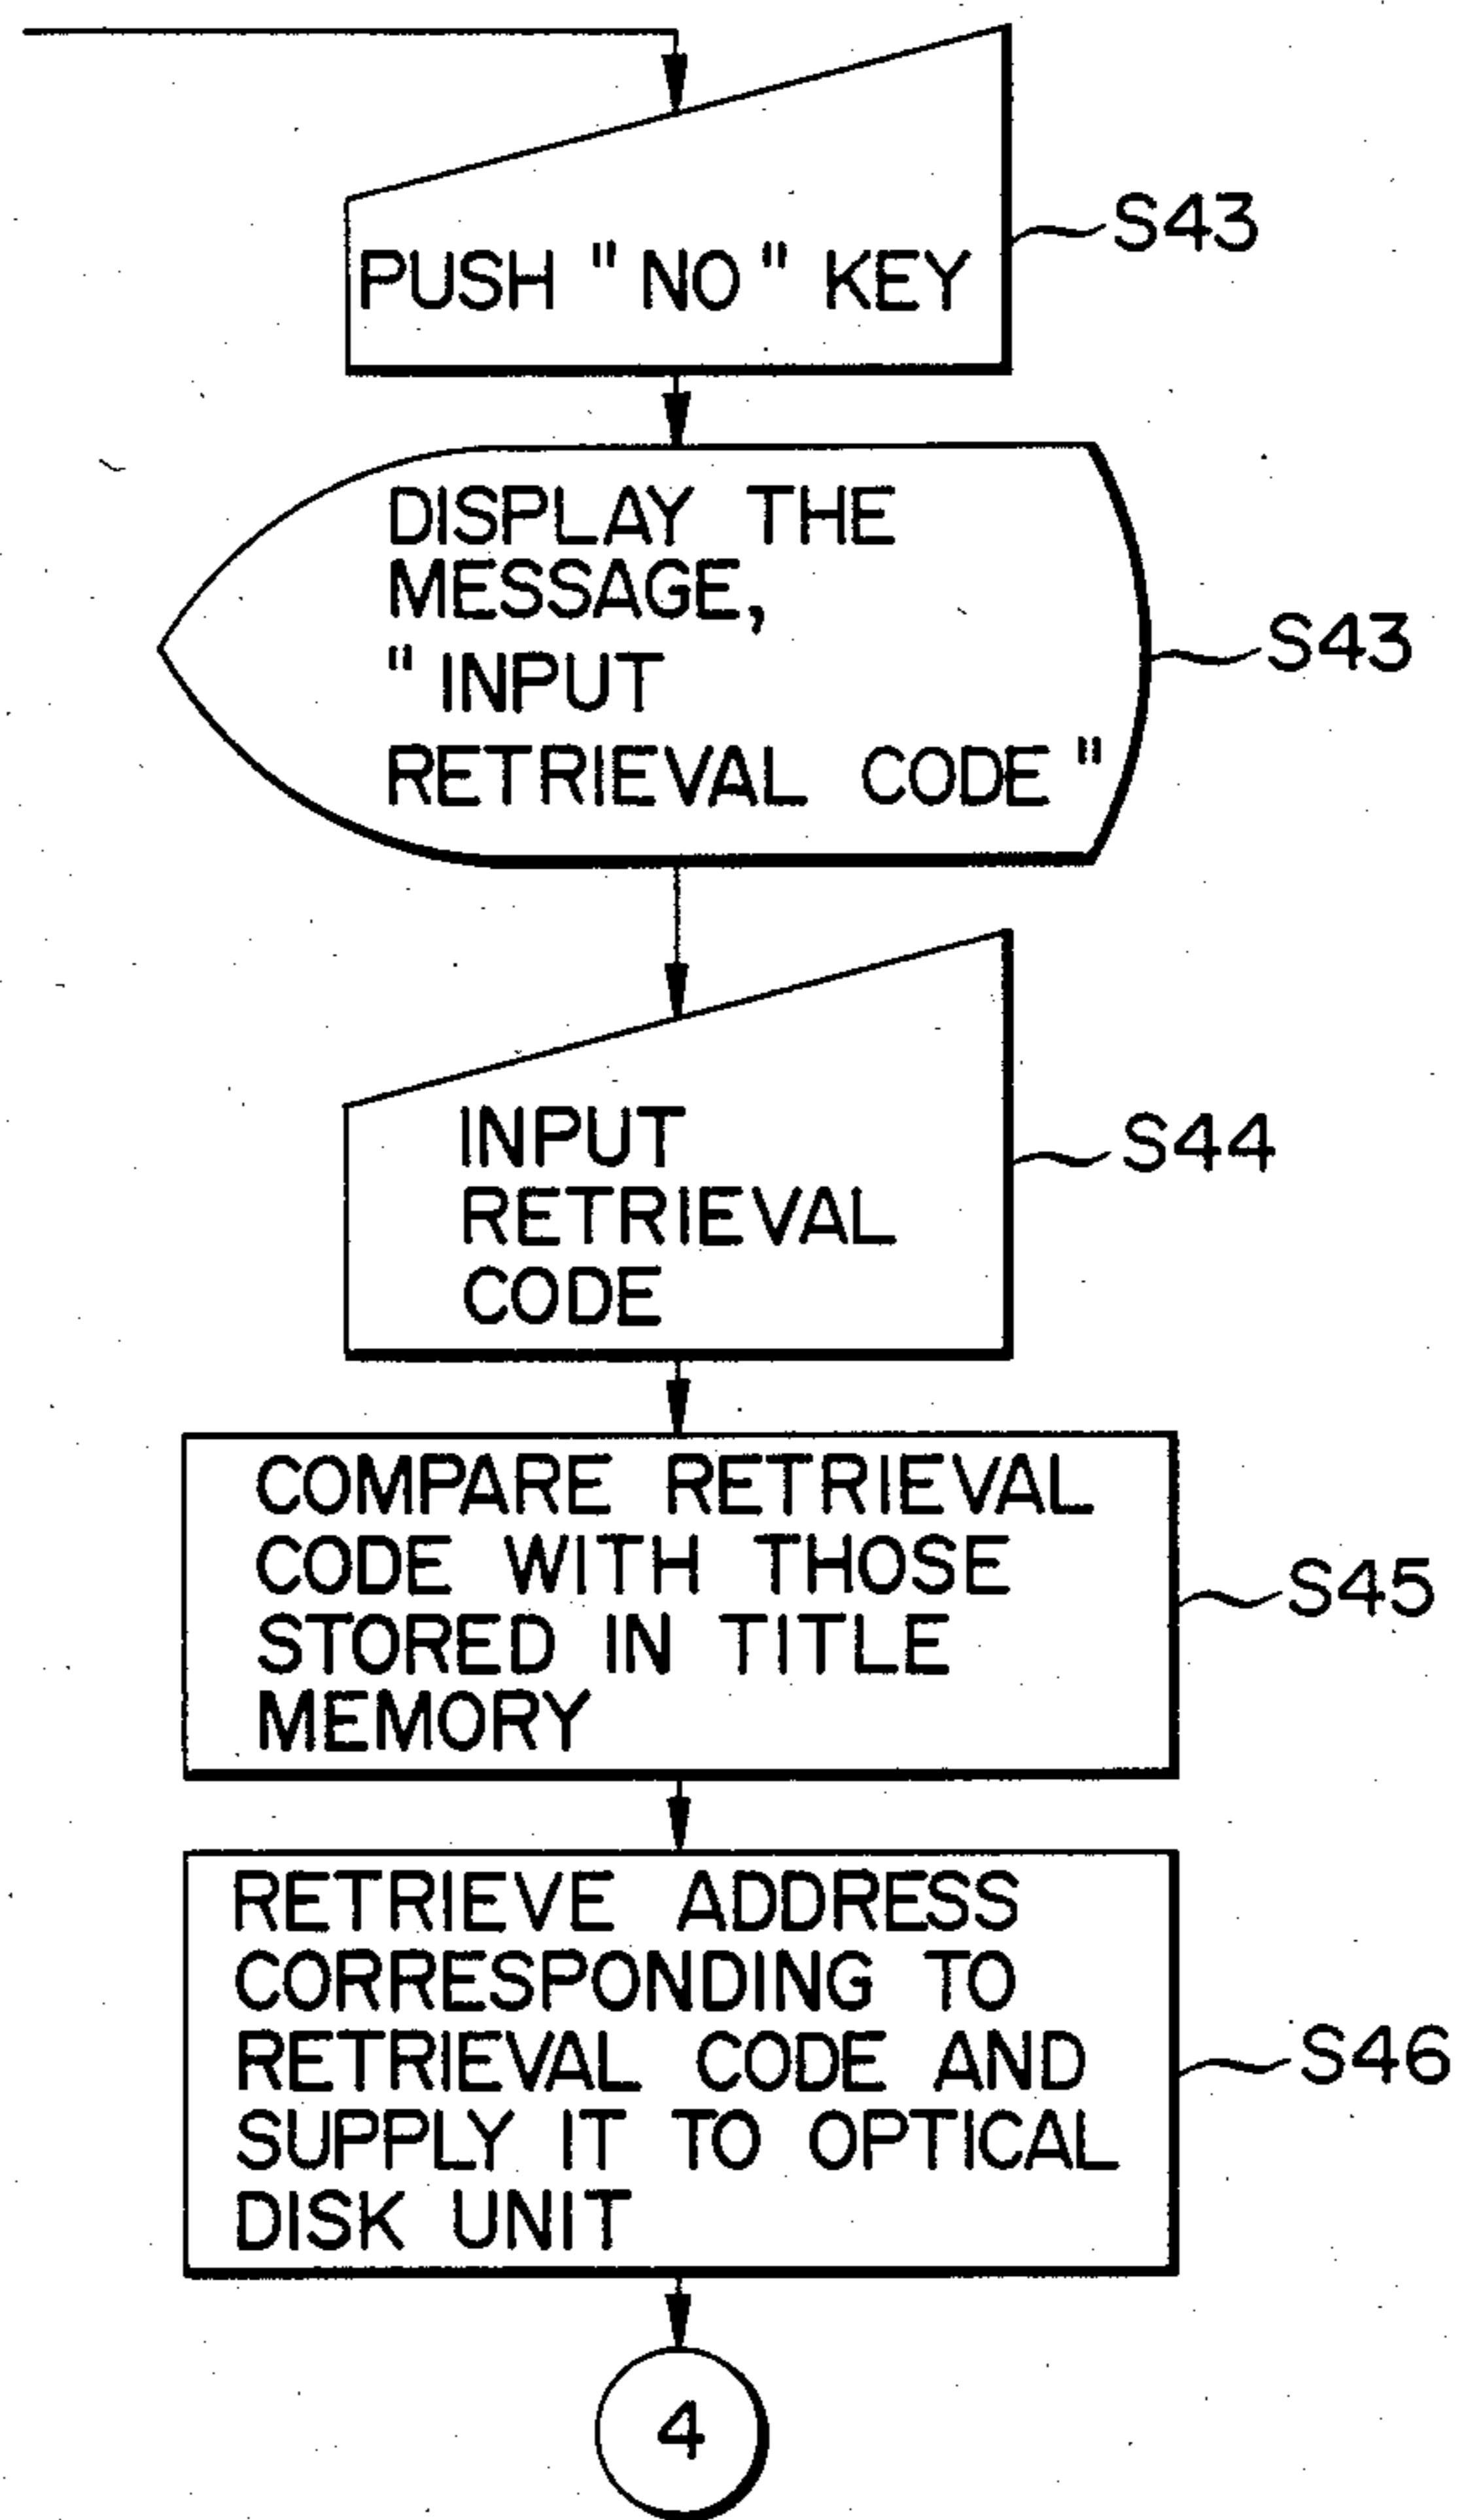 PUSH "NO" KEY
S43
DISPLAY THE
MESSAGE,
"INPUT
RETRIEVAL CODE"
S43
INPUT
RETRIEVAL
CODE
S44
COMPARE RETRIEVAL
CODE WITH THOSE
STORED IN TITLE
MEMORY
S45
RETRIEVE ADDRESS
CORRESPONDING TO
RETRIEVAL CODE AND
SUPPLY IT TO OPTICAL
DISK UNIT
S46
4